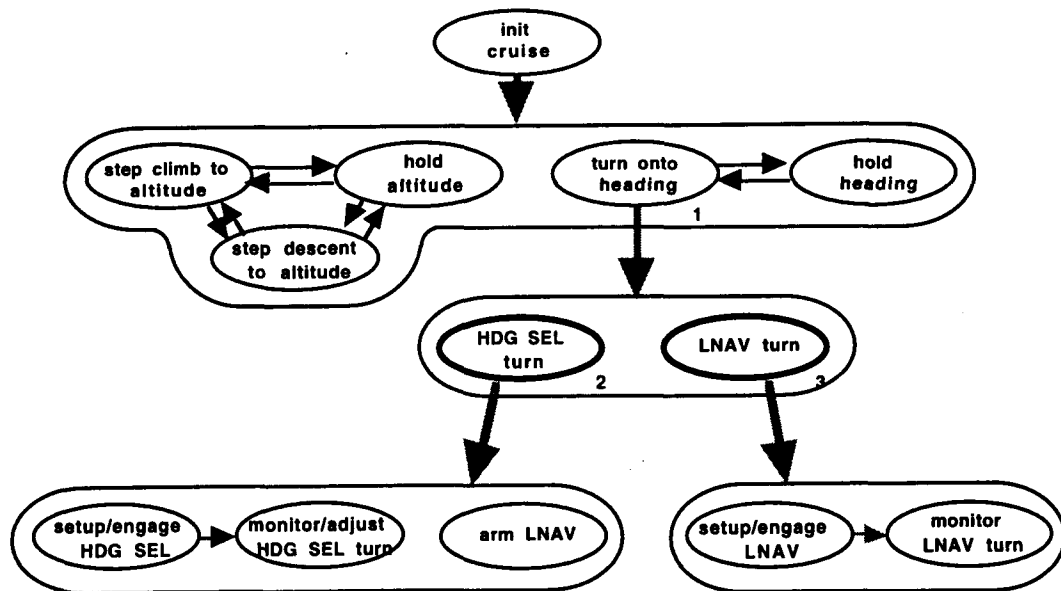 init
cruise
step climb to
altitude
hold
altitude
turn onto
heading
hold
heading
1
step descent
to altitude
HDG SEL
turn
LNAV turn
2
3
setup/engage
HDG SEL
monitor/adjust
HDG SEL turn
arm LNAV
setup/engage
LNAV
monitor
LNAV turn